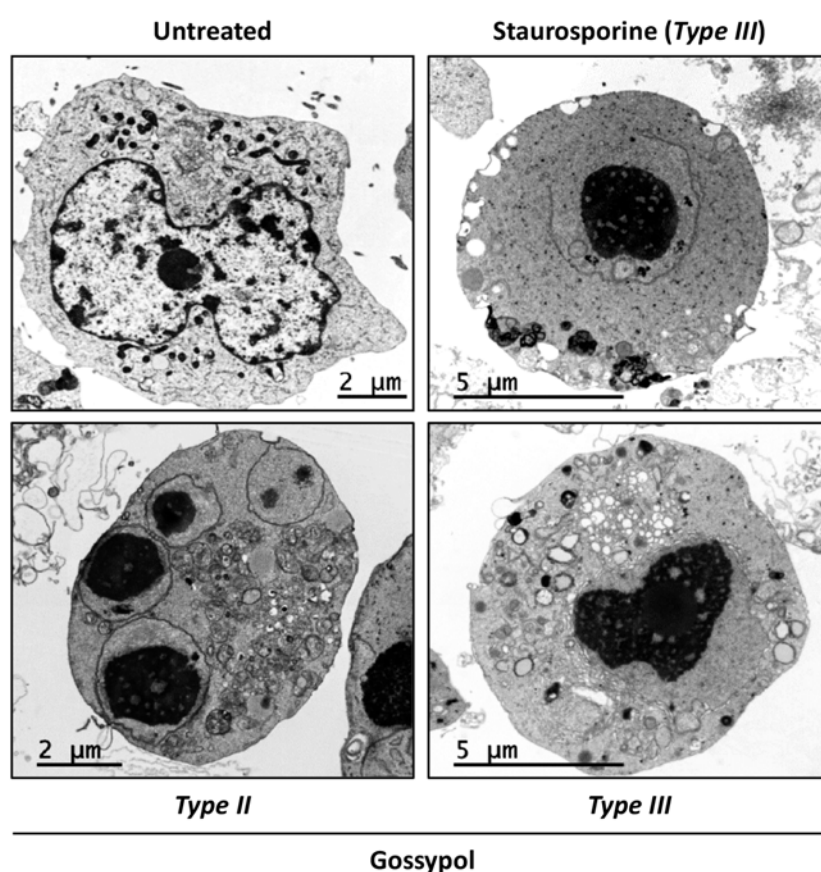 Untreated
Staurosporine (Type III)
2 μm
5 μm
2 μm
5 μm
Type II
Type III
Gossypol